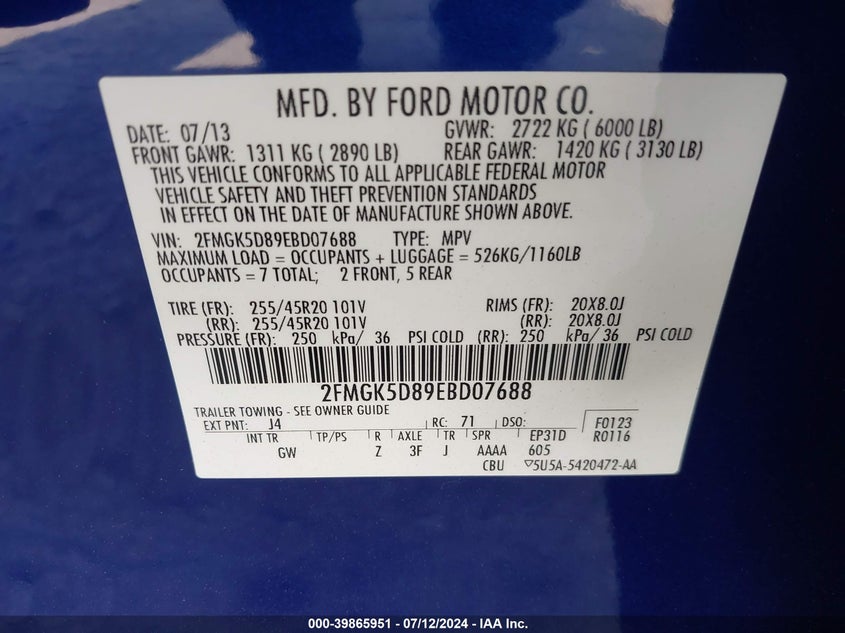 MFD. BY FORD MOTOR CO.
DATE: 07/13 GVWR: 2722 KG ( 6000 LB)
FRONT GAWR: 1311 KG ( 2890 LB) REAR GAWR: 1420 KG ( 3130 LB)
THIS VEHICLE CONFORMS TO ALL APPLICABLE FEDERAL MOTOR
VEHICLE SAFETY AND THEFT PREVENTION STANDARDS
IN EFFECT ON THE DATE OF MANUFACTURE SHOWN ABOVE.
VIN: 2FMGK5D89EBD07688 TYPE: MPV
MAXIMUM LOAD = OCCUPANTS + LUGGAGE = 526KG/1160LB
OCCUPANTS = 7 TOTAL; 2 FRONT, 5 REAR
TIRE (FR): 255/45R20 101V RIMS (FR): 20X8.0J
(RR): 255/45R20 101V (RR): 20X8.0J
PRESSURE (FR): 250 kPa/ 36 PSI COLD (RR): 250 kPa/ 36 PSI COLD
2FMGK5D89EBD07688
TRAILER TOWING - SEE OWNER GUIDE
EXT PNT: J4 RC: 71 DSO: F0123
INT TR TP/PS R AXLE TR SPR EP31D R0116
GW Z 3F J AAAA 605
CBU ▽5U5A-5420472-AA
000-39865951 - 07/12/2024 - IAA Inc.